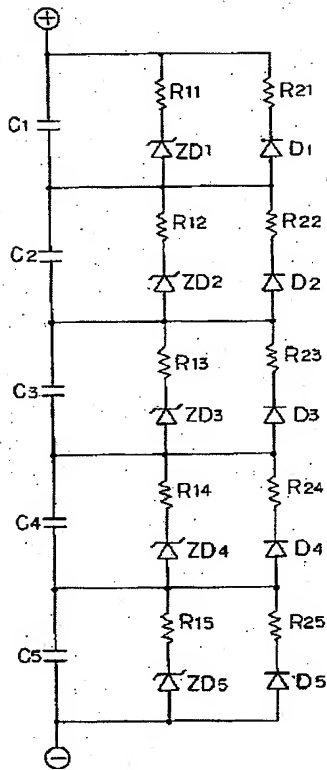 +
C1 R11 R21
ZD1 D1
C2 R12 R22
ZD2 D2
C3 R13 R23
ZD3 D3
C4 R14 R24
ZD4 D4
C5 R15 R25
ZD5 D5
−